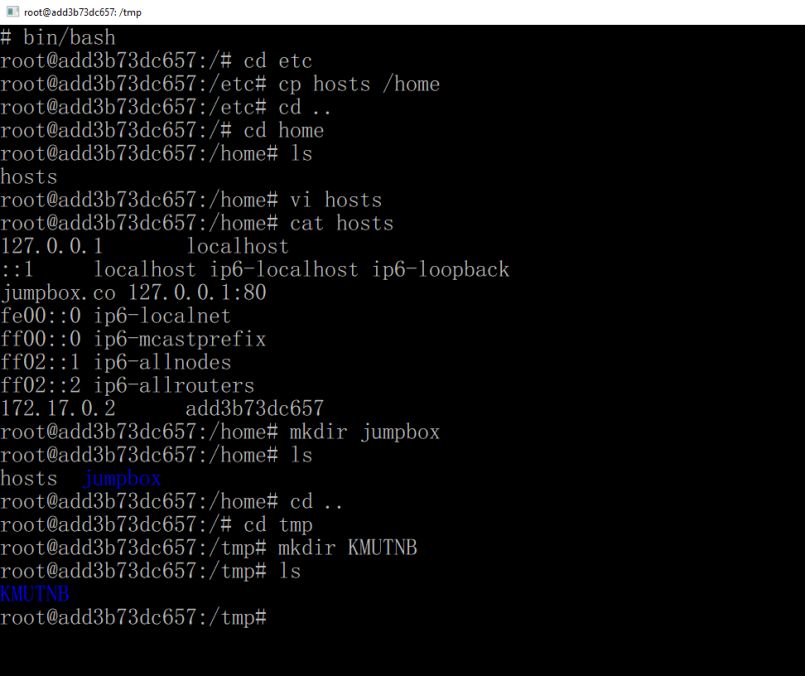 root@add3b73dc657: /tmp
# bin/bash
root@add3b73dc657:/# cd etc
root@add3b73dc657:/etc# cp hosts /home
root@add3b73dc657:/etc# cd ..
root@add3b73dc657:/# cd home
root@add3b73dc657:/home# ls
hosts
root@add3b73dc657:/home# vi hosts
root@add3b73dc657:/home# cat hosts
127.0.0.1       localhost
::1     localhost ip6-localhost ip6-loopback
jumpbox.co 127.0.0.1:80
fe00::0 ip6-localnet
ff00::0 ip6-mcastprefix
ff02::1 ip6-allnodes
ff02::2 ip6-allrouters
172.17.0.2      add3b73dc657
root@add3b73dc657:/home# mkdir jumpbox
root@add3b73dc657:/home# ls
hosts  jumpbox
root@add3b73dc657:/home# cd ..
root@add3b73dc657:/# cd tmp
root@add3b73dc657:/tmp# mkdir KMUTNB
root@add3b73dc657:/tmp# ls
KMUTNB
root@add3b73dc657:/tmp#